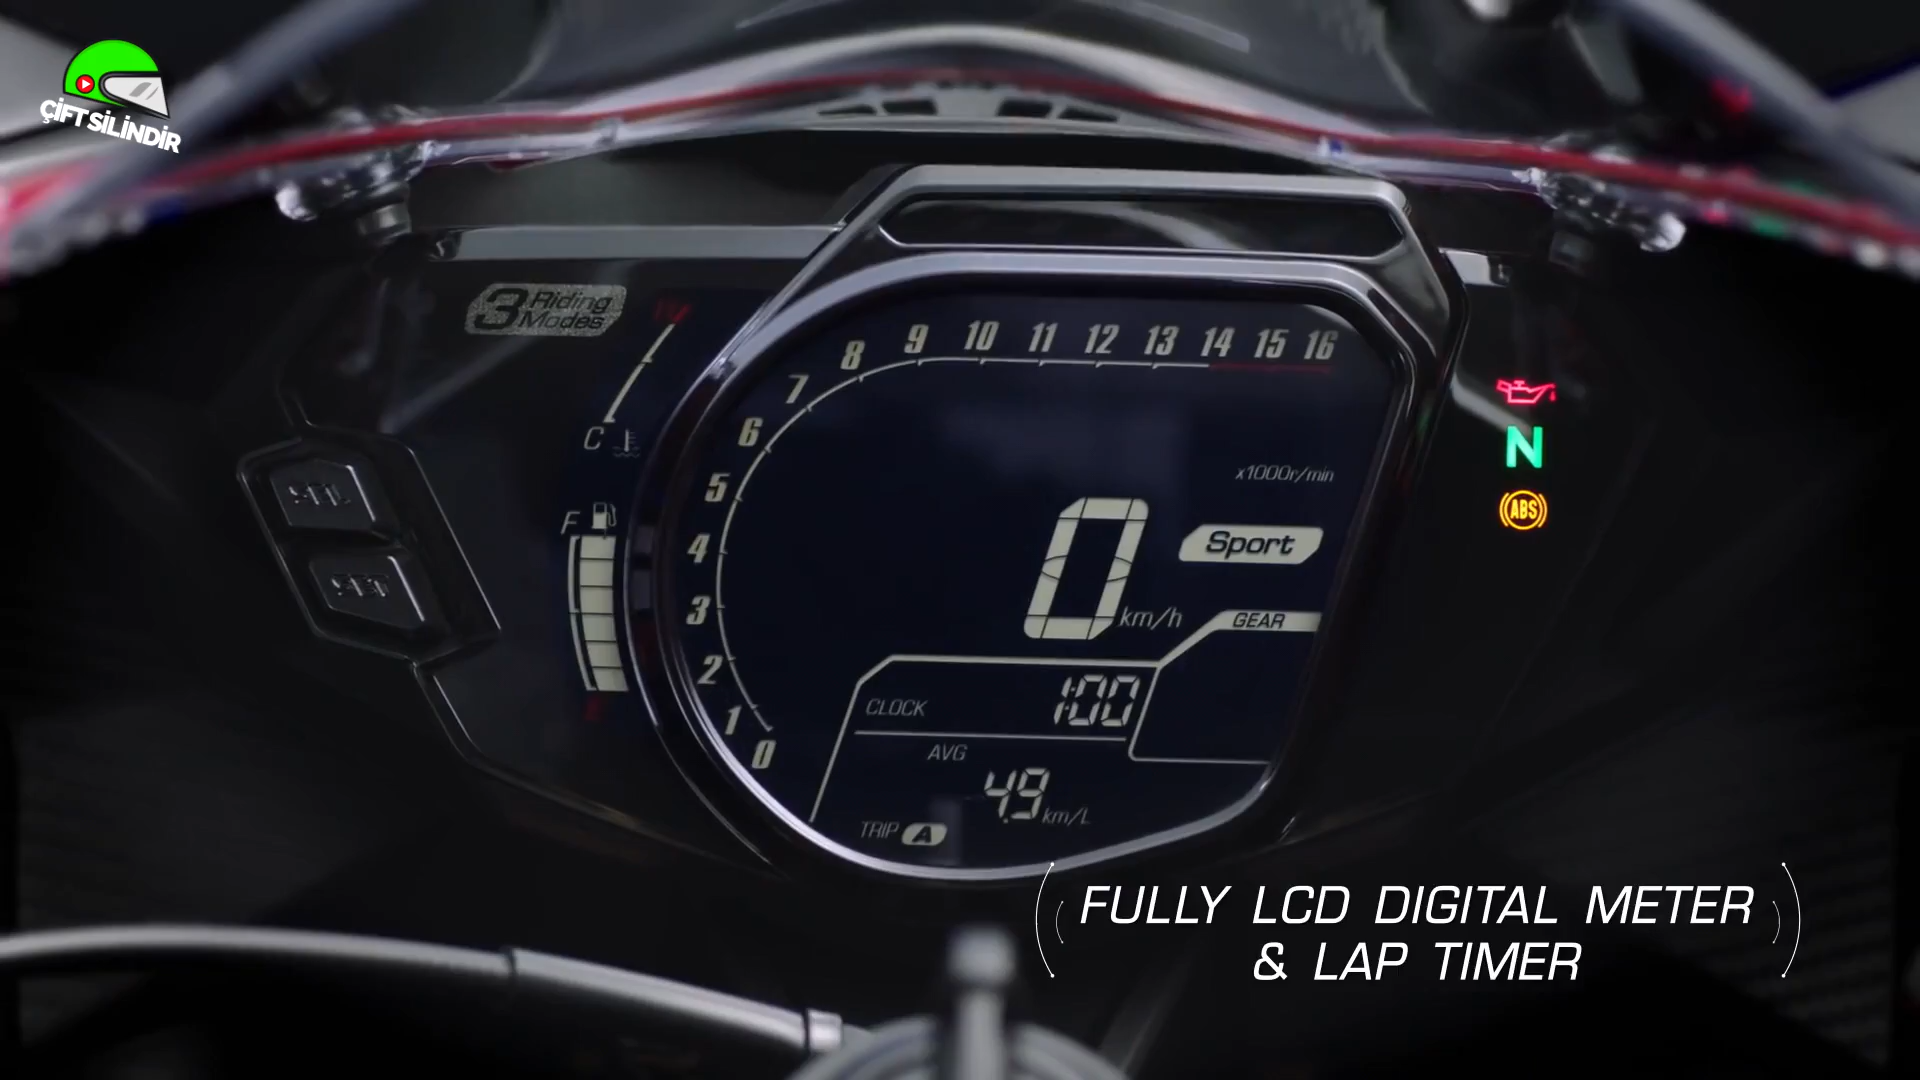 ÇİFT SİLİNDİR
3 Riding
Modes
H
C
F
E
SEL
SET
0
1
2
3
4
5
6
7
8
9
10
11
12
13
14
15
16
x1000r/min
0
km/h
Sport
GEAR
CLOCK
1:00
AVG
4.9
km/L
TRIP A
N
ABS
FULLY LCD DIGITAL METER
& LAP TIMER